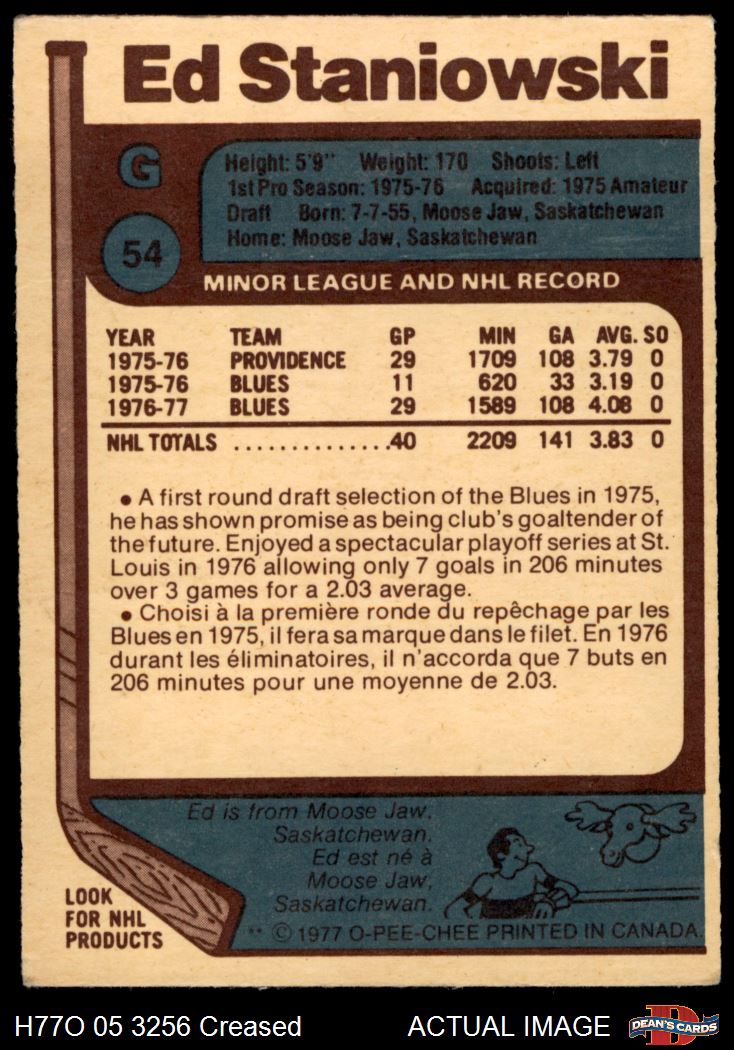 Ed Staniowski
G
Height: 5'9" Weight: 170 Shoots: Left
1st Pro Season: 1975-76 Acquired: 1975 Amateur
Draft Born: 7-7-55, Moose Jaw, Saskatchewan
Home: Moose Jaw, Saskatchewan
54
MINOR LEAGUE AND NHL RECORD
YEAR TEAM GP MIN GA AVG. SO
1975-76 PROVIDENCE 29 1709 108 3.79 0
1975-76 BLUES 11 620 33 3.19 0
1976-77 BLUES 29 1589 108 4.08 0
NHL TOTALS ..............40 2209 141 3.83 0
• A first round draft selection of the Blues in 1975,
he has shown promise as being club's goaltender of
the future. Enjoyed a spectacular playoff series at St.
Louis in 1976 allowing only 7 goals in 206 minutes
over 3 games for a 2.03 average.
• Choisi à la première ronde du repêchage par les
Blues en 1975, il fera sa marque dans le filet. En 1976
durant les éliminatoires, il n'accorda que 7 buts en
206 minutes pour une moyenne de 2.03.
Ed is from Moose Jaw,
Saskatchewan.
Ed est né à
Moose Jaw,
Saskatchewan.
LOOK
FOR NHL
PRODUCTS
** © 1977 O-PEE-CHEE PRINTED IN CANADA.
H77O 05 3256 Creased ACTUAL IMAGE
DEAN'S CARDS